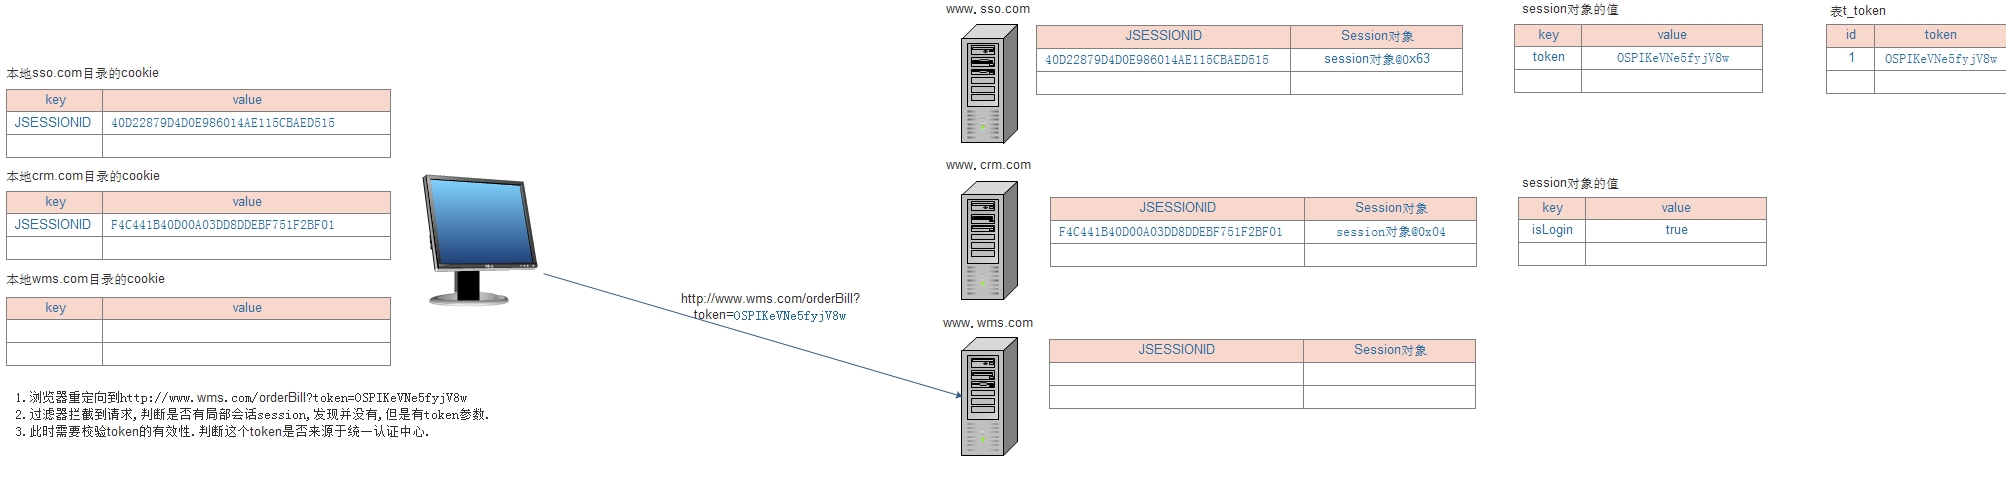 本地sso.com目录的cookie
key value
JSESSIONID 40D22879D4D0E986014AE115CBAED515
本地crm.com目录的cookie
key value
JSESSIONID F4C441B40D00A03DD8DDEBF751F2BF01
本地wms.com目录的cookie
key value
1.浏览器重定向到http://www.wms.com/orderBill?token=OSPIKeVNe5fyjV8w
2.过滤器拦截到请求,判断是否有局部会话session,发现并没有,但是有token参数.
3.此时需要校验token的有效性.判断这个token是否来源于统一认证中心.
http://www.wms.com/orderBill?
token=OSPIKeVNe5fyjV8w
www.sso.com
JSESSIONID Session对象
40D22879D4D0E986014AE115CBAED515 session对象@0x63
session对象的值
key value
token OSPIKeVNe5fyjV8w
表t_token
id token
1 OSPIKeVNe5fyjV8w
www.crm.com
JSESSIONID Session对象
F4C441B40D00A03DD8DDEBF751F2BF01 session对象@0x04
session对象的值
key value
isLogin true
www.wms.com
JSESSIONID Session对象